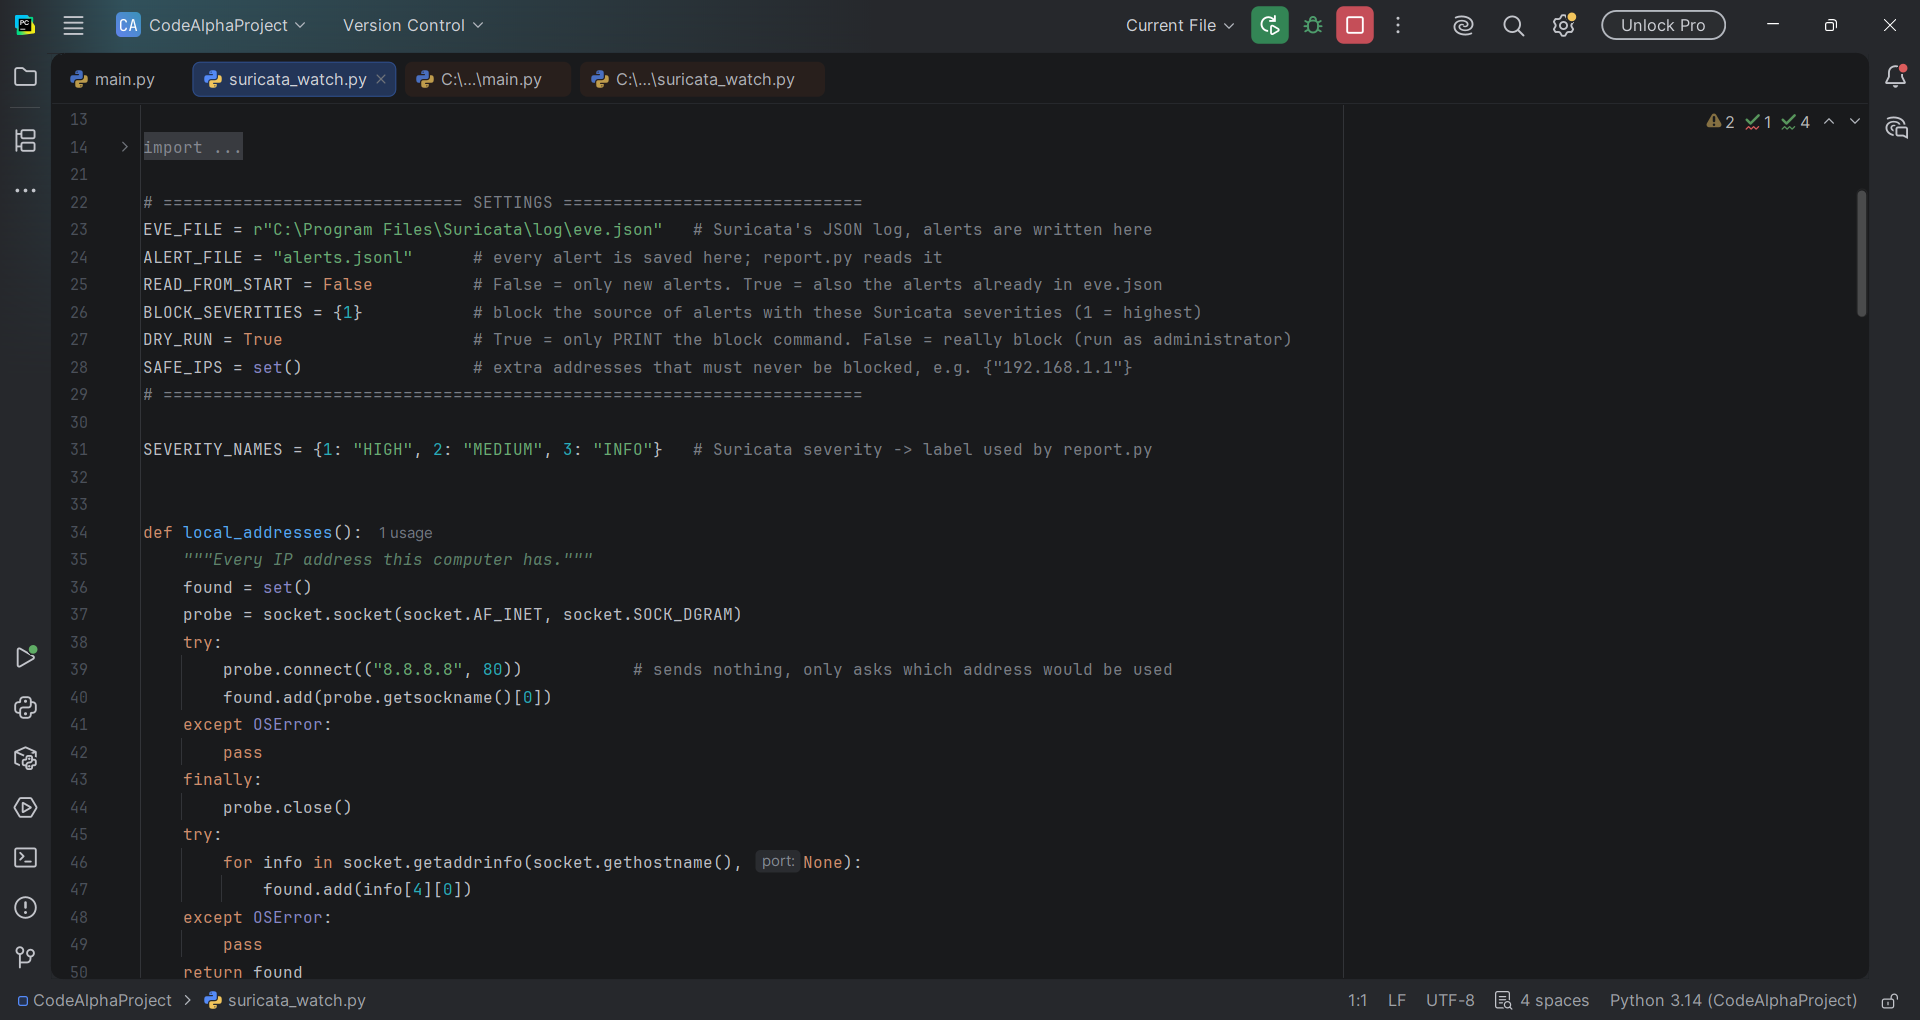 CA CodeAlphaProject Version Control Current File Unlock Pro
main.py suricata_watch.py C:\...\main.py C:\...\suricata_watch.py
2 1 4
13
14 import ...
21
22 # ============================== SETTINGS ==============================
23 EVE_FILE = r"C:\Program Files\Suricata\log\eve.json" # Suricata's JSON log, alerts are written here
24 ALERT_FILE = "alerts.jsonl" # every alert is saved here; report.py reads it
25 READ_FROM_START = False # False = only new alerts. True = also the alerts already in eve.json
26 BLOCK_SEVERITIES = {1} # block the source of alerts with these Suricata severities (1 = highest)
27 DRY_RUN = True # True = only PRINT the block command. False = really block (run as administrator)
28 SAFE_IPS = set() # extra addresses that must never be blocked, e.g. {"192.168.1.1"}
29 # ======================================================================
30
31 SEVERITY_NAMES = {1: "HIGH", 2: "MEDIUM", 3: "INFO"} # Suricata severity -> label used by report.py
32
33
34 def local_addresses(): 1 usage
35 """Every IP address this computer has."""
36 found = set()
37 probe = socket.socket(socket.AF_INET, socket.SOCK_DGRAM)
38 try:
39 probe.connect(("8.8.8.8", 80)) # sends nothing, only asks which address would be used
40 found.add(probe.getsockname()[0])
41 except OSError:
42 pass
43 finally:
44 probe.close()
45 try:
46 for info in socket.getaddrinfo(socket.gethostname(), port: None):
47 found.add(info[4][0])
48 except OSError:
49 pass
50 return found
CodeAlphaProject suricata_watch.py 1:1 LF UTF-8 4 spaces Python 3.14 (CodeAlphaProject)